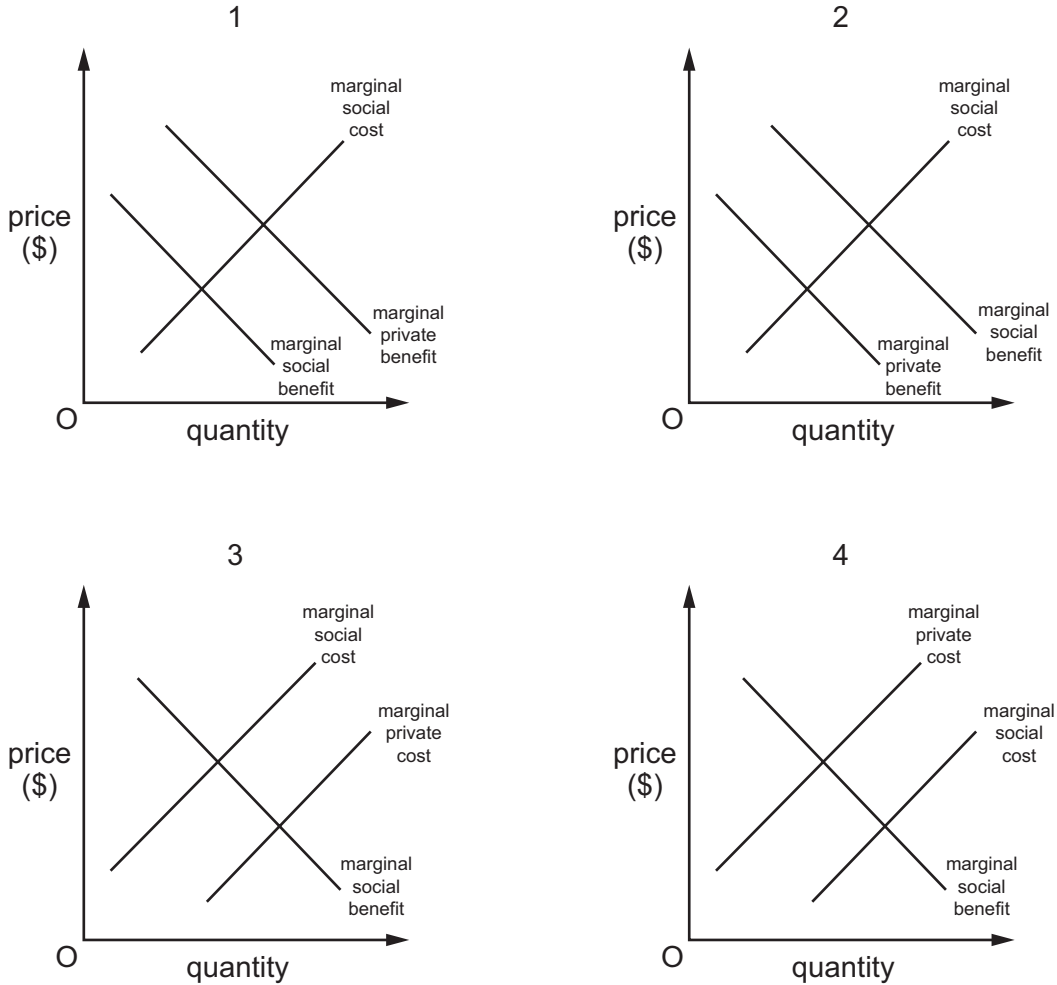 1
marginal
social
cost
price
($)
marginal
private
benefit
marginal
social
benefit
O
quantity
2
marginal
social
cost
price
($)
marginal
social
benefit
marginal
private
benefit
O
quantity
3
marginal
social
cost
marginal
private
cost
price
($)
marginal
social
benefit
O
quantity
4
marginal
private
cost
marginal
social
cost
price
($)
marginal
social
benefit
O
quantity